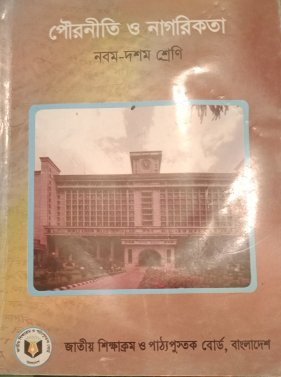 পৌরনীতি ও নাগরিকতা
নবম-দশম শ্রেণি
জাতীয় শিক্ষাক্রম ও পাঠ্যপুস্তক বোর্ড, বাংলাদেশ